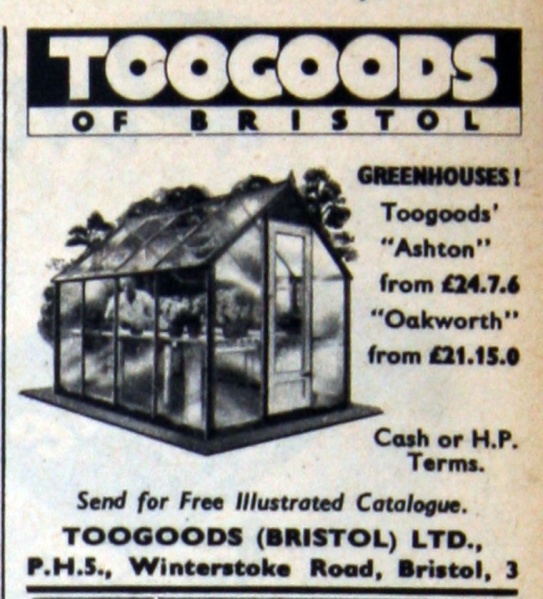 TOOGOODS
OF BRISTOL
GREENHOUSES!
Toogoods'
"Ashton"
from £24.7.6
"Oakworth"
from £21.15.0
Cash or H.P.
Terms.
Send for Free Illustrated Catalogue.
TOOGOODS (BRISTOL) LTD.,
P.H.5., Winterstoke Road, Bristol, 3